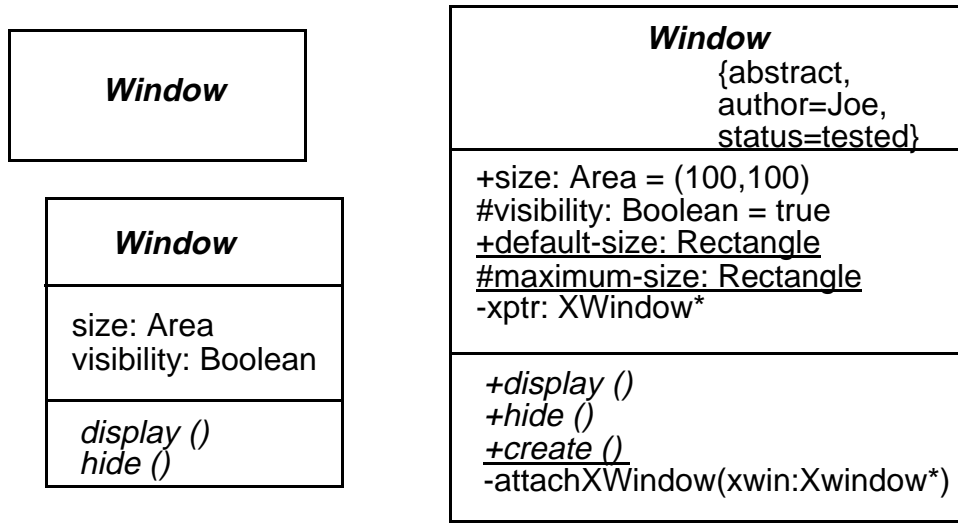 Window
Window
size: Area
visibility: Boolean
display ()
hide ()
Window
{abstract,
author=Joe,
status=tested}
+size: Area = (100,100)
#visibility: Boolean = true
+default-size: Rectangle
#maximum-size: Rectangle
-xptr: XWindow*
+display ()
+hide ()
+create ()
-attachXWindow(xwin:Xwindow*)